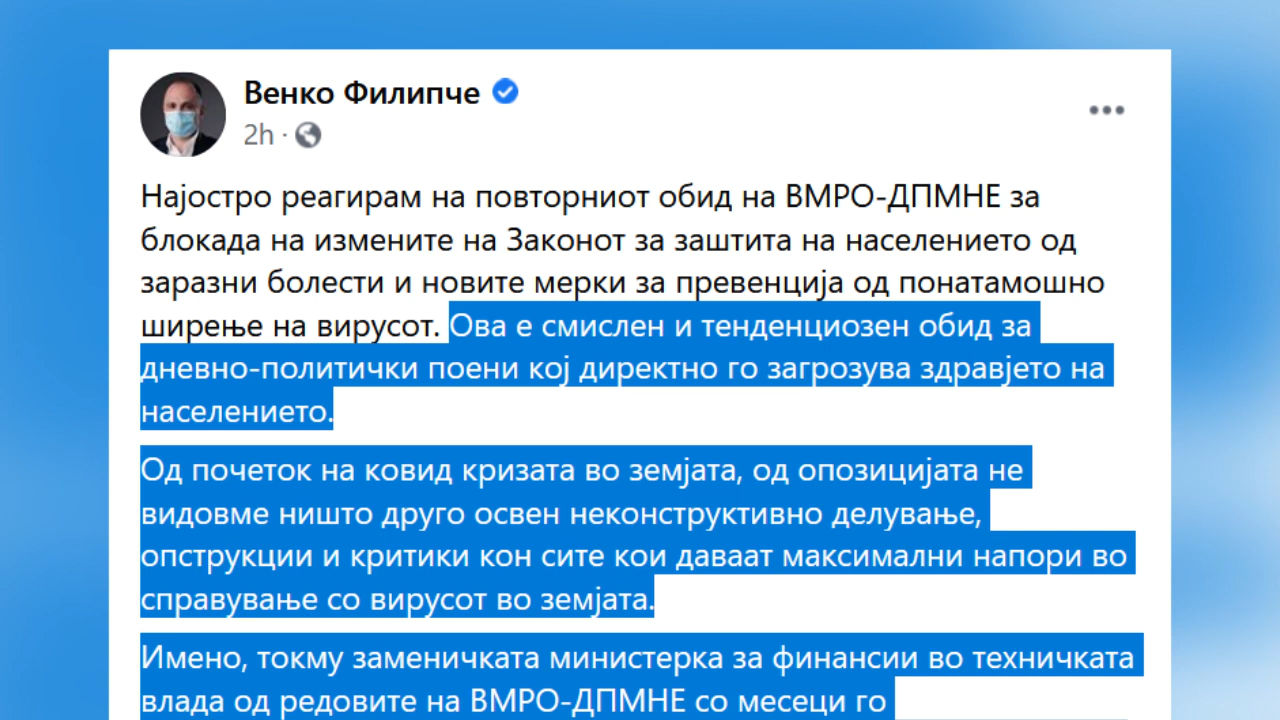 Венко Филипче
2h ·
Најостро реагирам на повторниот обид на ВМРО-ДПМНЕ за
блокада на измените на Законот за заштита на населението од
заразни болести и новите мерки за превенција од понатамошно
ширење на вирусот. Ова е смислен и тенденциозен обид за
дневно-политички поени кој директно го загрозува здравјето на
населението.
Од почеток на ковид кризата во земјата, од опозицијата не
видовме ништо друго освен неконструктивно делување,
опструкции и критики кон сите кои даваат максимални напори во
справување со вирусот во земјата.
Имено, токму заменичката министерка за финансии во техничката
влада од редовите на ВМРО-ДПМНЕ со месеци го